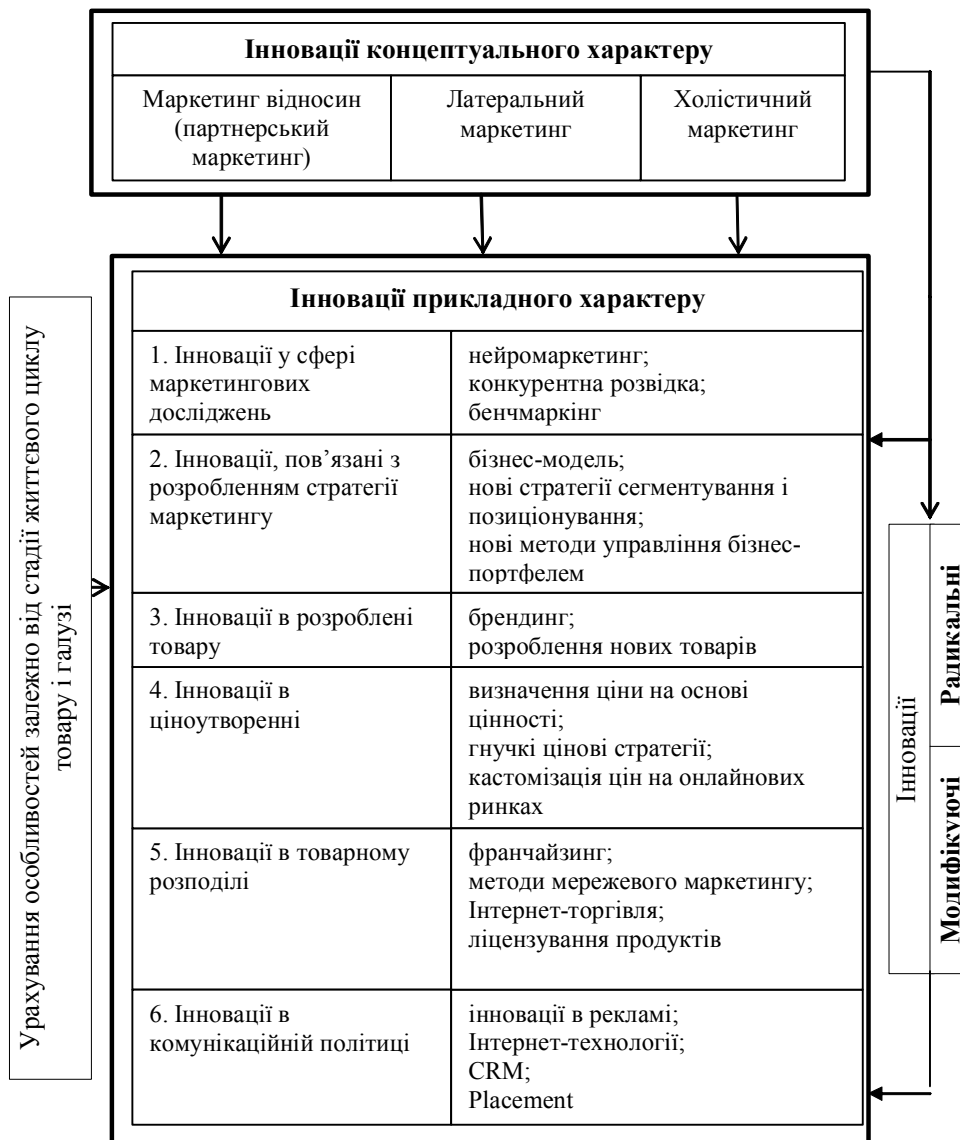 Інновації концептуального характеру
Маркетинг відносин
(партнерський
маркетинг)
Латеральний
маркетинг
Холістичний
маркетинг
Урахування особливостей залежно від стадії життєвого циклу
товару і галузі
Інновації прикладного характеру
1. Інновації у сфері
маркетингових
досліджень
нейромаркетинг;
конкурентна розвідка;
бенчмаркінг
2. Інновації, пов’язані з
розробленням стратегії
маркетингу
бізнес-модель;
нові стратегії сегментування і
позиціонування;
нові методи управління бізнес-
портфелем
3. Інновації в розроблені
товару
брендинг;
розроблення нових товарів
4. Інновації в
ціноутворенні
визначення ціни на основі
цінності;
гнучкі цінові стратегії;
кастомізація цін на онлайнових
ринках
5. Інновації в товарному
розподілі
франчайзинг;
методи мережевого маркетингу;
Інтернет-торгівля;
ліцензування продуктів
6. Інновації в
комунікаційній політиці
інновації в рекламі;
Інтернет-технології;
CRM;
Placement
Інновації
Радикальні
Модифікуючі